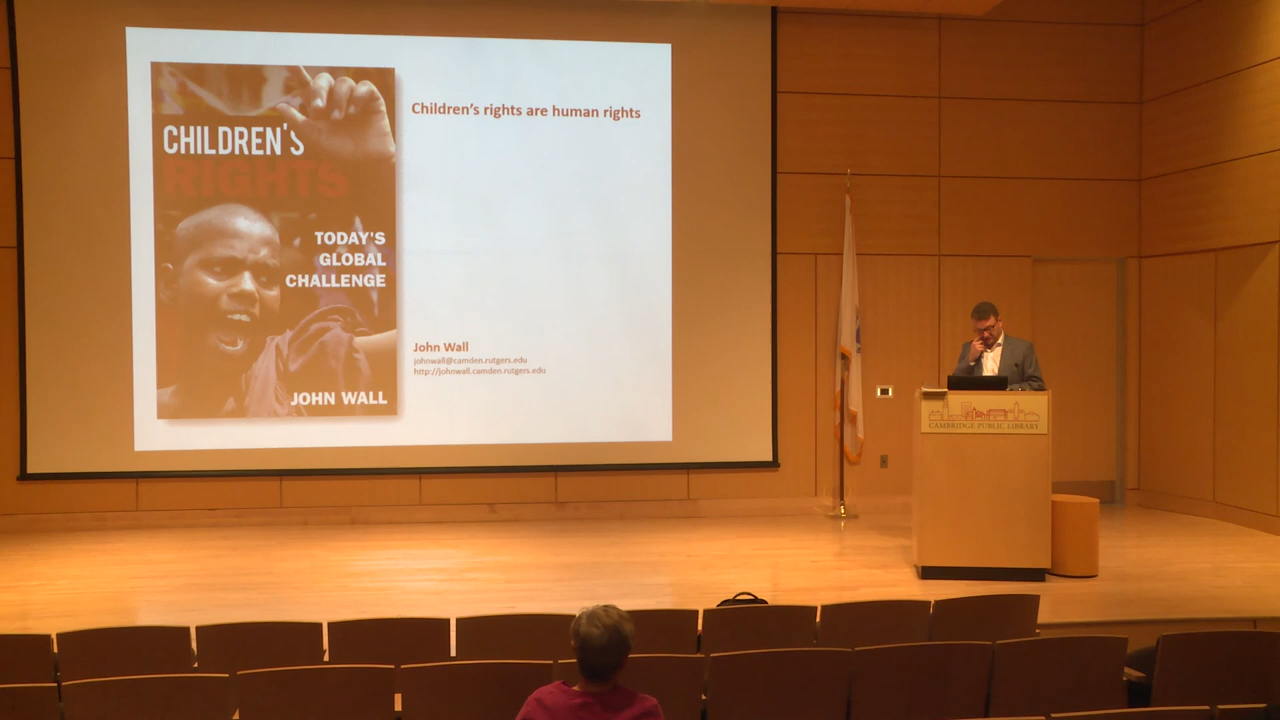 CHILDREN'S
RIGHTS
TODAY'S
GLOBAL
CHALLENGE
JOHN WALL
Children's rights are human rights
John Wall
johnwall@camden.rutgers.edu
http://johnwall.camden.rutgers.edu
CAMBRIDGE PUBLIC LIBRARY